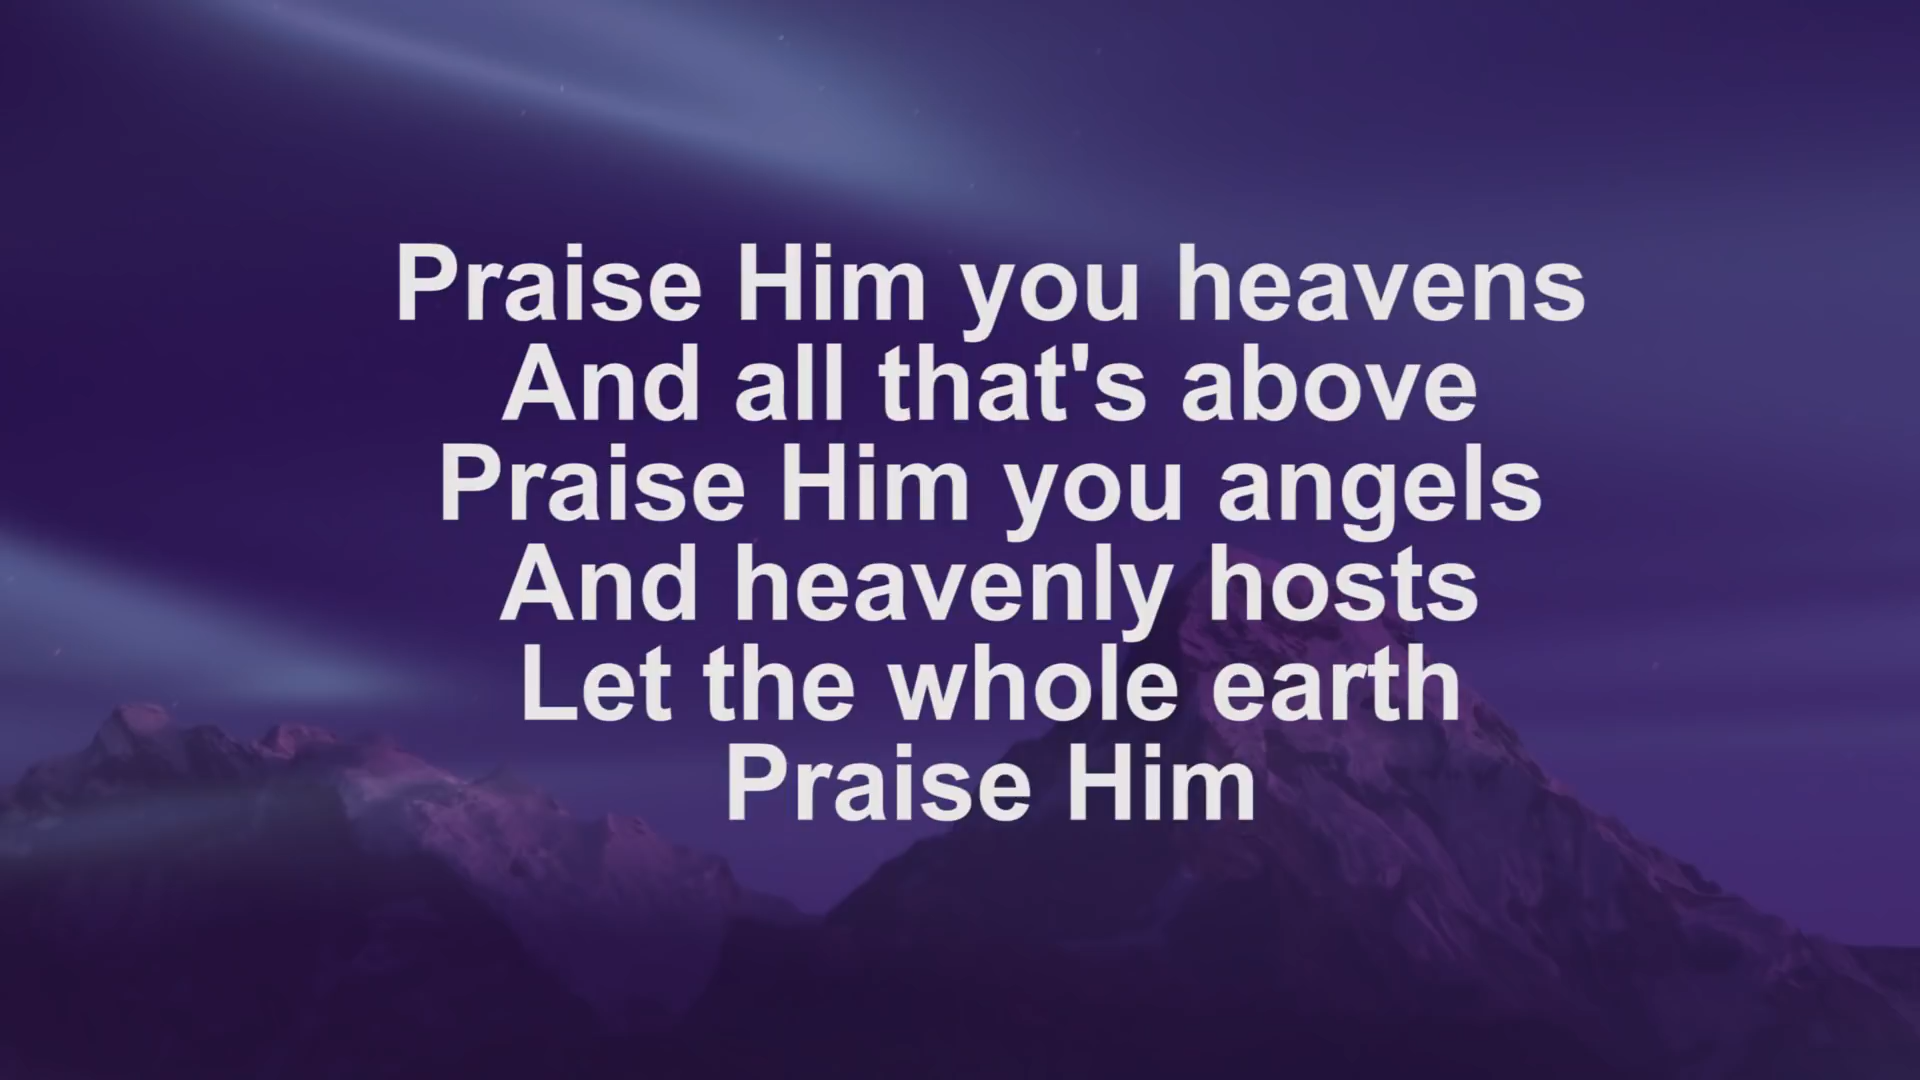 Praise Him you heavens
And all that's above
Praise Him you angels
And heavenly hosts
Let the whole earth
Praise Him